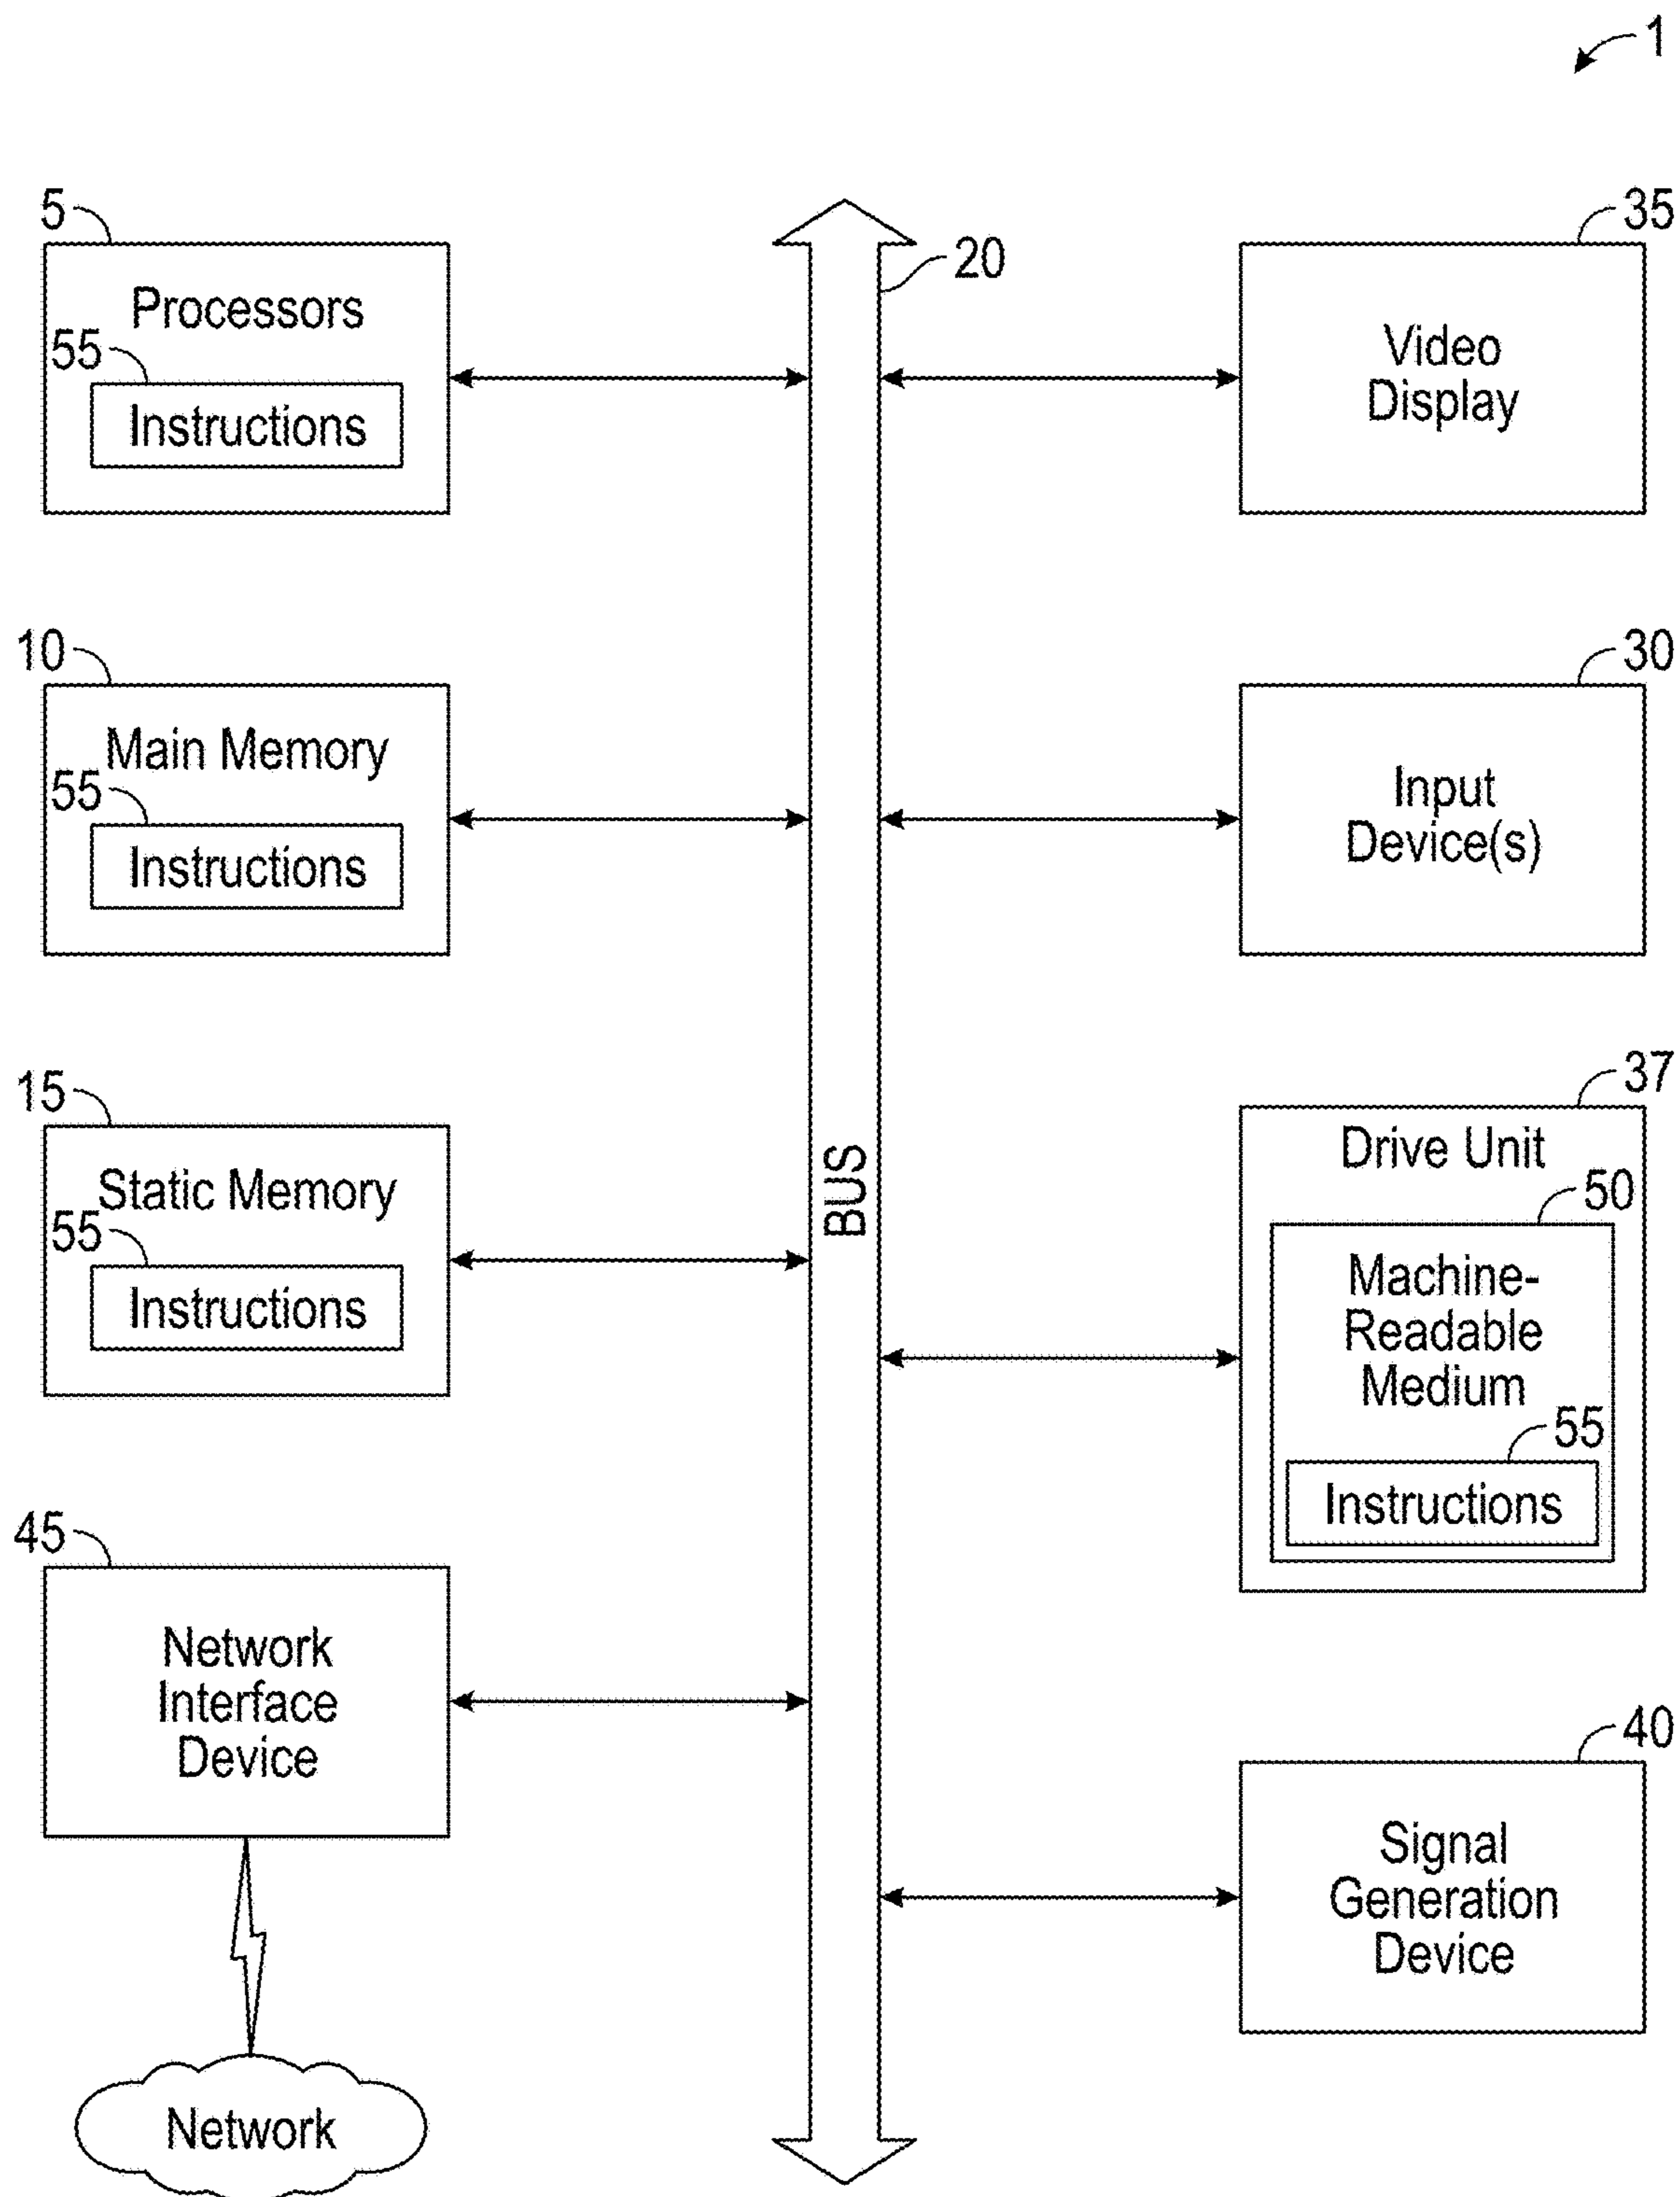 1
5
Processors
55
Instructions
10
Main Memory
55
Instructions
15
Static Memory
55
Instructions
45
Network
Interface
Device
Network
20
BUS
35
Video
Display
30
Input
Device(s)
37
Drive Unit
50
Machine-
Readable
Medium
55
Instructions
40
Signal
Generation
Device